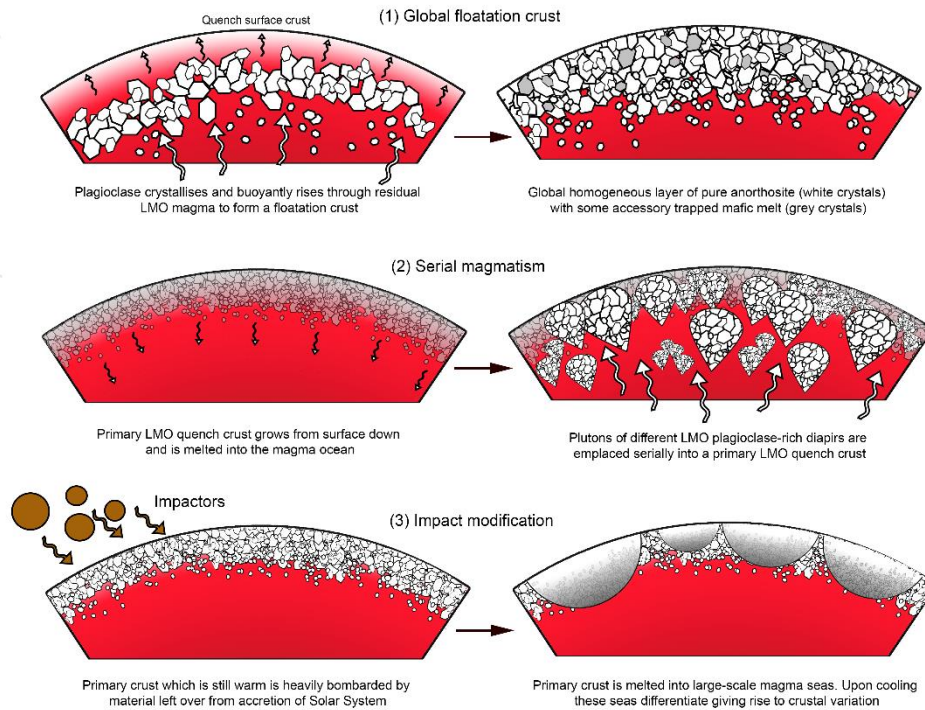 (1) Global floatation crust
Quench surface crust
Plagioclase crystallises and buoyantly rises through residual
LMO magma to form a floatation crust
Global homogeneous layer of pure anorthosite (white crystals)
with some accessory trapped mafic melt (grey crystals)
(2) Serial magmatism
Primary LMO quench crust grows from surface down
and is melted into the magma ocean
Plutons of different LMO plagioclase-rich diapirs are
emplaced serially into a primary LMO quench crust
Impactors
(3) Impact modification
Primary crust which is still warm is heavily bombarded by
material left over from accretion of Solar System
Primary crust is melted into large-scale magma seas. Upon cooling
these seas differentiate giving rise to crustal variation